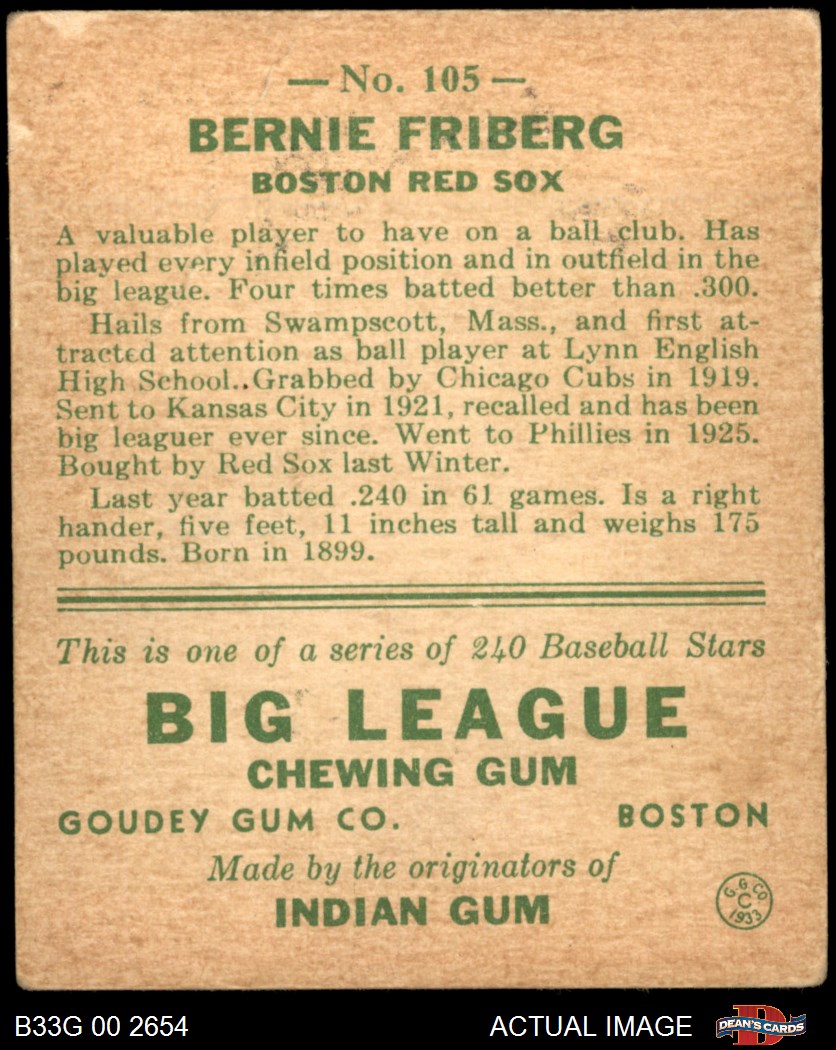 — No. 105 —
BERNIE FRIBERG
BOSTON RED SOX
A valuable player to have on a ball club. Has
played every infield position and in outfield in the
big league. Four times batted better than .300.
Hails from Swampscott, Mass., and first at-
tracted attention as ball player at Lynn English
High School..Grabbed by Chicago Cubs in 1919.
Sent to Kansas City in 1921, recalled and has been
big leaguer ever since. Went to Phillies in 1925.
Bought by Red Sox last Winter.
Last year batted .240 in 61 games. Is a right
hander, five feet, 11 inches tall and weighs 175
pounds. Born in 1899.
This is one of a series of 240 Baseball Stars
BIG LEAGUE
CHEWING GUM
GOUDEY GUM CO. BOSTON
Made by the originators of
INDIAN GUM
G. G. CO.
C
1933
B33G 00 2654 ACTUAL IMAGE D
DEAN'S CARDS